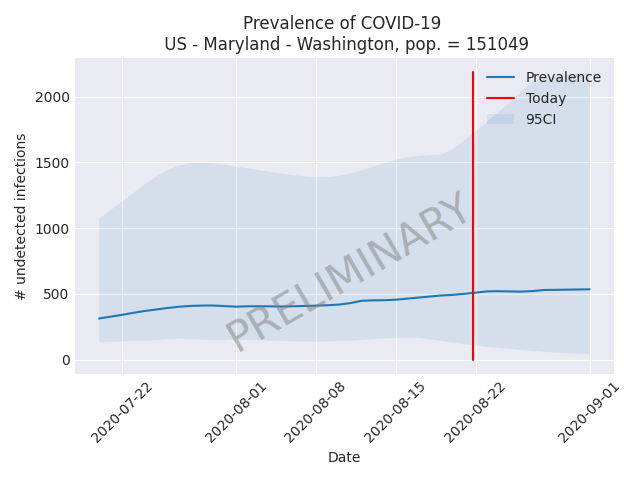 Prevalence of COVID-19
US - Maryland - Washington, pop. = 151049
Prevalence
Today
95CI
2000
1500
1000
500
0
# undetected infections
PRELIMINARY
2020-07-22
2020-08-01
2020-08-08
2020-08-15
2020-08-22
2020-09-01
Date